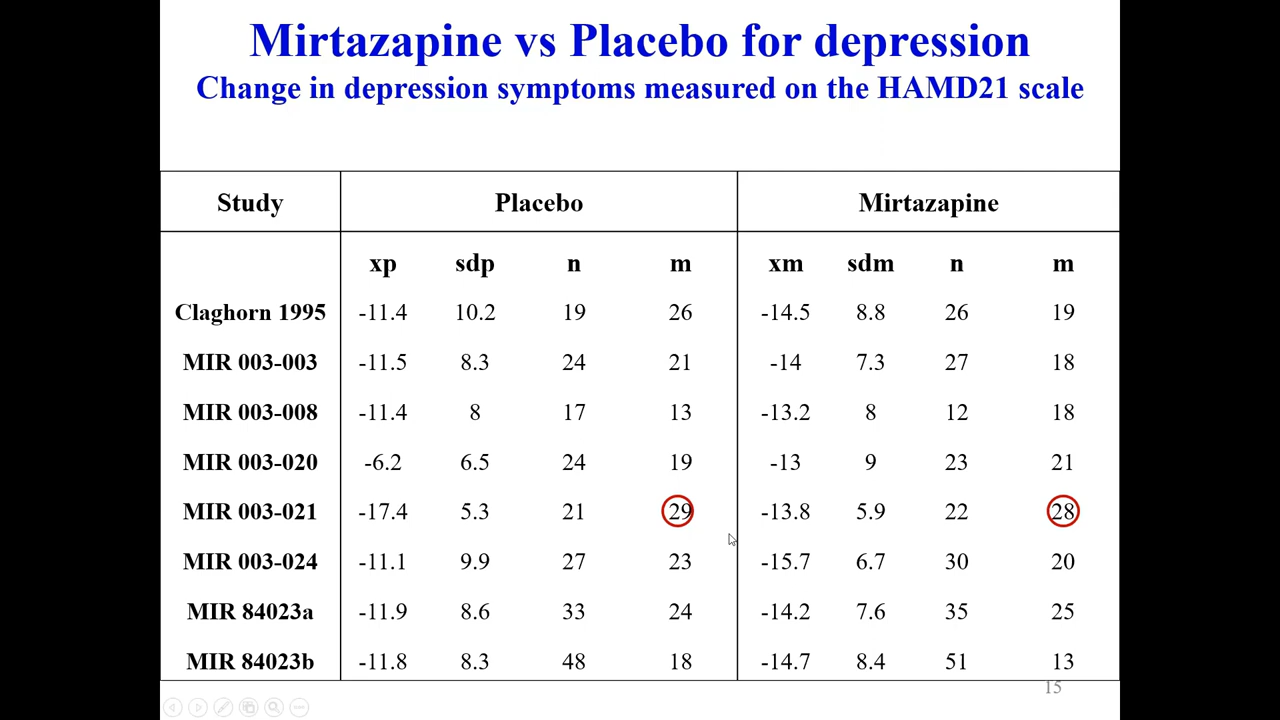 Mirtazapine vs Placebo for depression
Change in depression symptoms measured on the HAMD21 scale
Study Placebo Mirtazapine
xp sdp n m xm sdm n m
Claghorn 1995 -11.4 10.2 19 26 -14.5 8.8 26 19
MIR 003-003 -11.5 8.3 24 21 -14 7.3 27 18
MIR 003-008 -11.4 8 17 13 -13.2 8 12 18
MIR 003-020 -6.2 6.5 24 19 -13 9 23 21
MIR 003-021 -17.4 5.3 21 29 -13.8 5.9 22 28
MIR 003-024 -11.1 9.9 27 23 -15.7 6.7 30 20
MIR 84023a -11.9 8.6 33 24 -14.2 7.6 35 25
MIR 84023b -11.8 8.3 48 18 -14.7 8.4 51 13
15